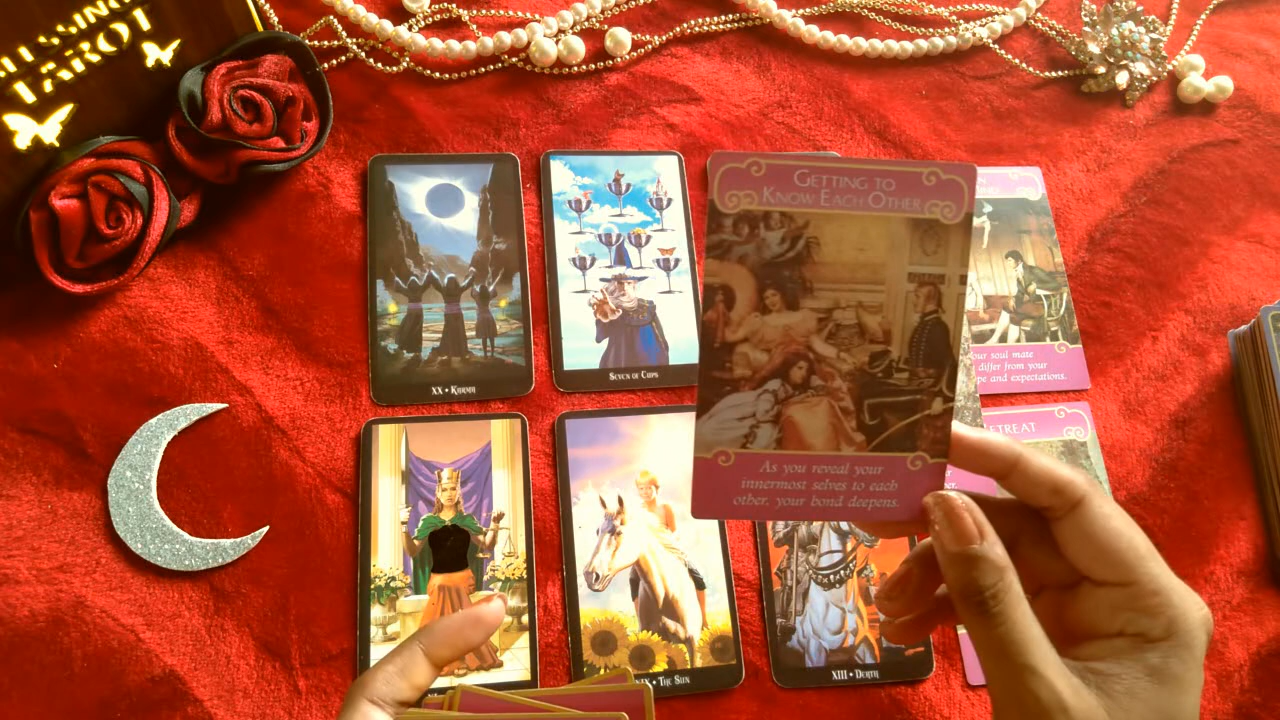 TAROT
XX • KARMA
SEVEN OF CUPS
GETTING TO
KNOW EACH OTHER
As you reveal your
innermost selves to each
other, your bond deepens.
our soul mate
differ from your
pe and expectations.
ETREAT
IX • THE SUN
XIII • DEATH